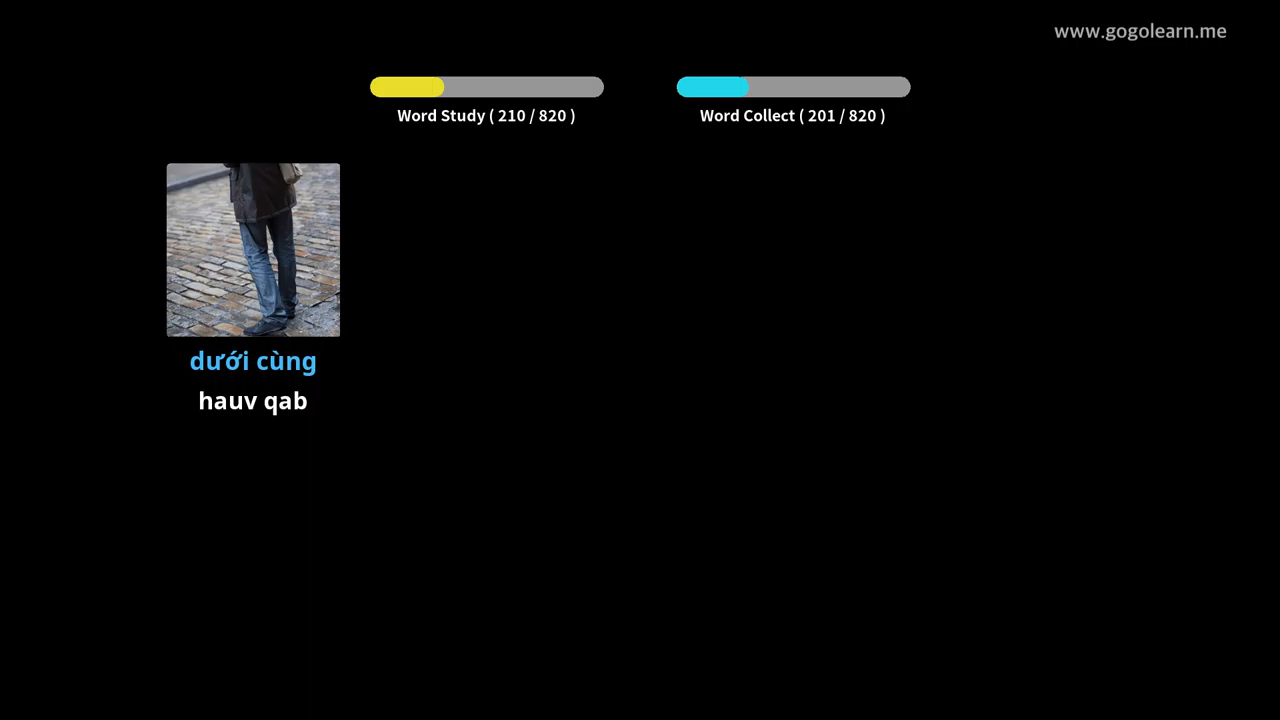 www.gogolearn.me
Word Study ( 210 / 820 )
Word Collect ( 201 / 820 )
dưới cùng
hauv qab